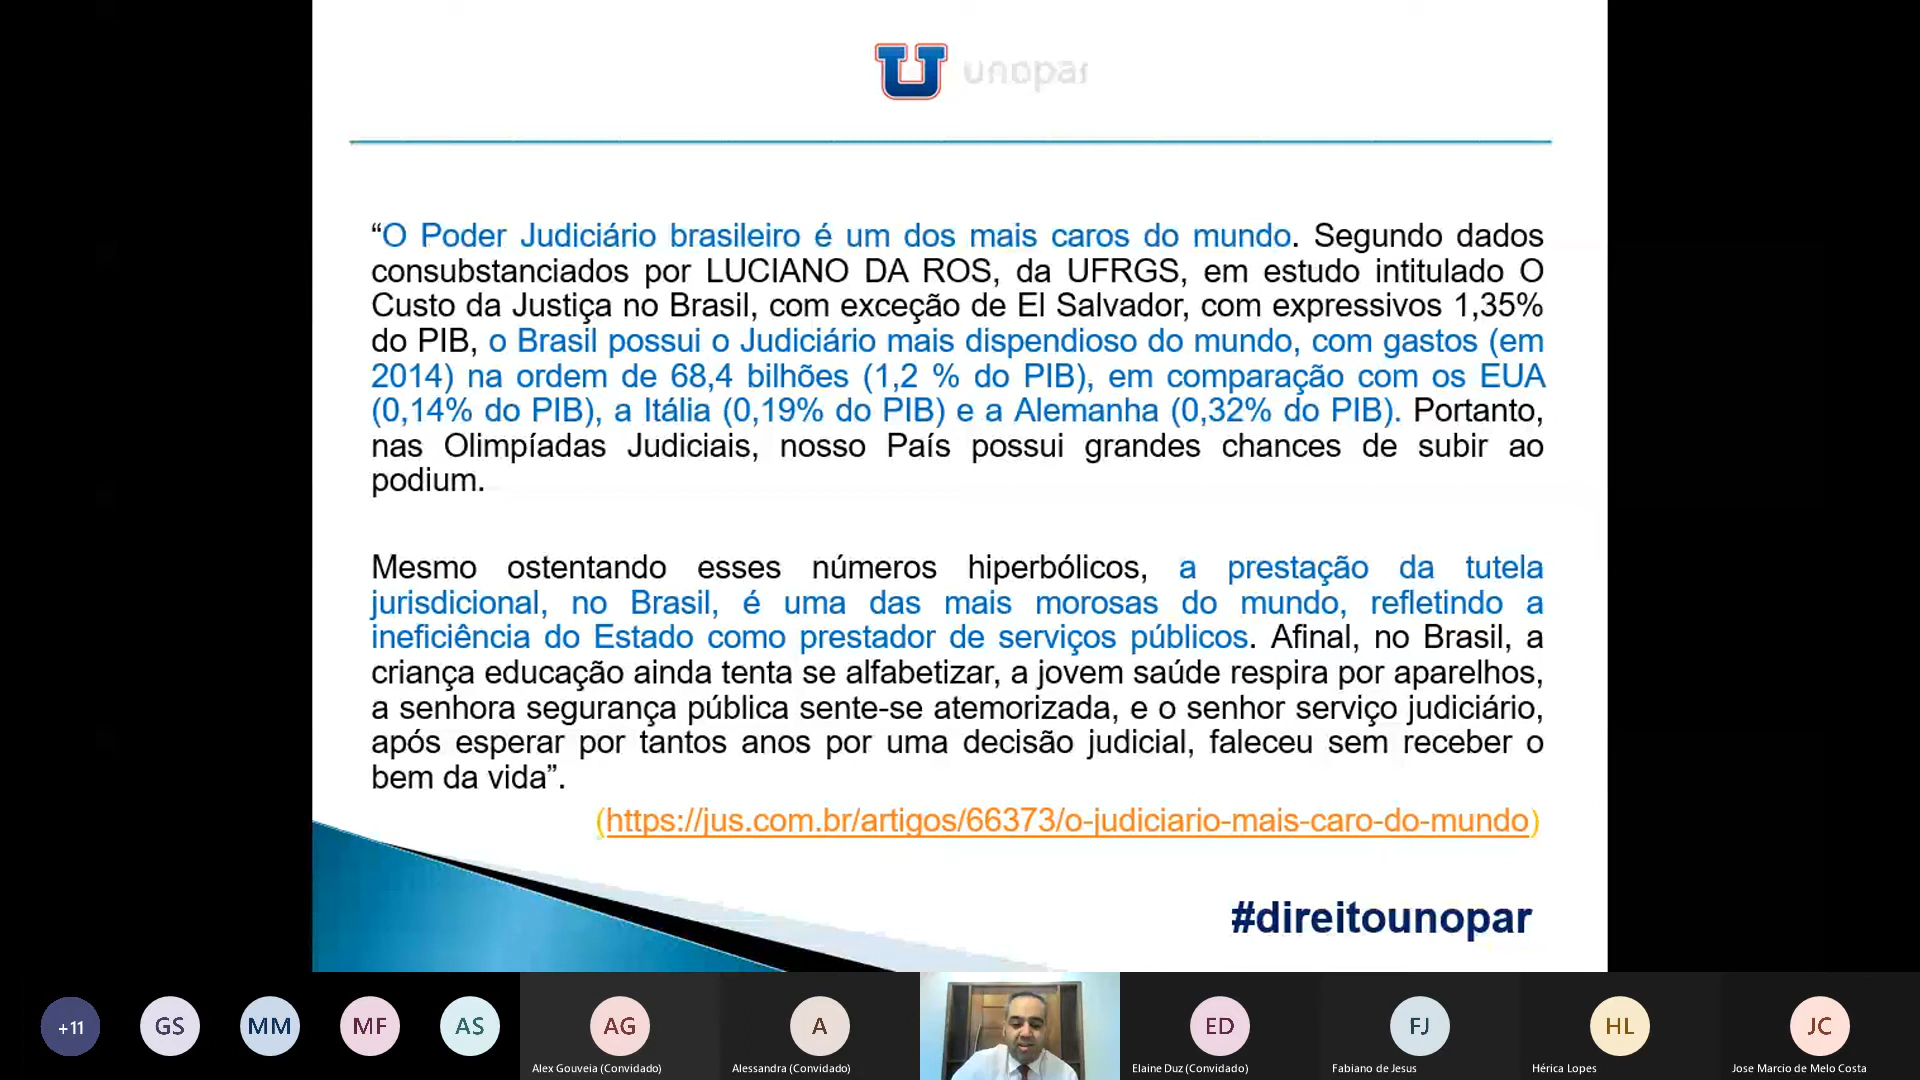 unopar
“O Poder Judiciário brasileiro é um dos mais caros do mundo. Segundo dados
consubstanciados por LUCIANO DA ROS, da UFRGS, em estudo intitulado O
Custo da Justiça no Brasil, com exceção de El Salvador, com expressivos 1,35%
do PIB, o Brasil possui o Judiciário mais dispendioso do mundo, com gastos (em
2014) na ordem de 68,4 bilhões (1,2 % do PIB), em comparação com os EUA
(0,14% do PIB), a Itália (0,19% do PIB) e a Alemanha (0,32% do PIB). Portanto,
nas Olimpíadas Judiciais, nosso País possui grandes chances de subir ao
podium.
Mesmo ostentando esses números hiperbólicos, a prestação da tutela
jurisdicional, no Brasil, é uma das mais morosas do mundo, refletindo a
ineficiência do Estado como prestador de serviços públicos. Afinal, no Brasil, a
criança educação ainda tenta se alfabetizar, a jovem saúde respira por aparelhos,
a senhora segurança pública sente-se atemorizada, e o senhor serviço judiciário,
após esperar por tantos anos por uma decisão judicial, faleceu sem receber o
bem da vida”.
(https://jus.com.br/artigos/66373/o-judiciario-mais-caro-do-mundo)
#direitounopar
+11 GS MM MF AS AG A ED FJ HL JC
Alex Gouveia (Convidado) Alessandra (Convidado) Elaine Duz (Convidado) Fabiano de Jesus Hérica Lopes Jose Marcio de Melo Costa